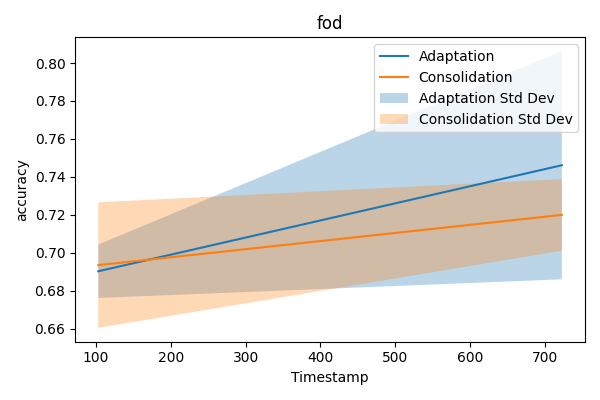 fod
Adaptation
Consolidation
Adaptation Std Dev
Consolidation Std Dev
accuracy
0.80
0.78
0.76
0.74
0.72
0.70
0.68
0.66
100 200 300 400 500 600 700
Timestamp